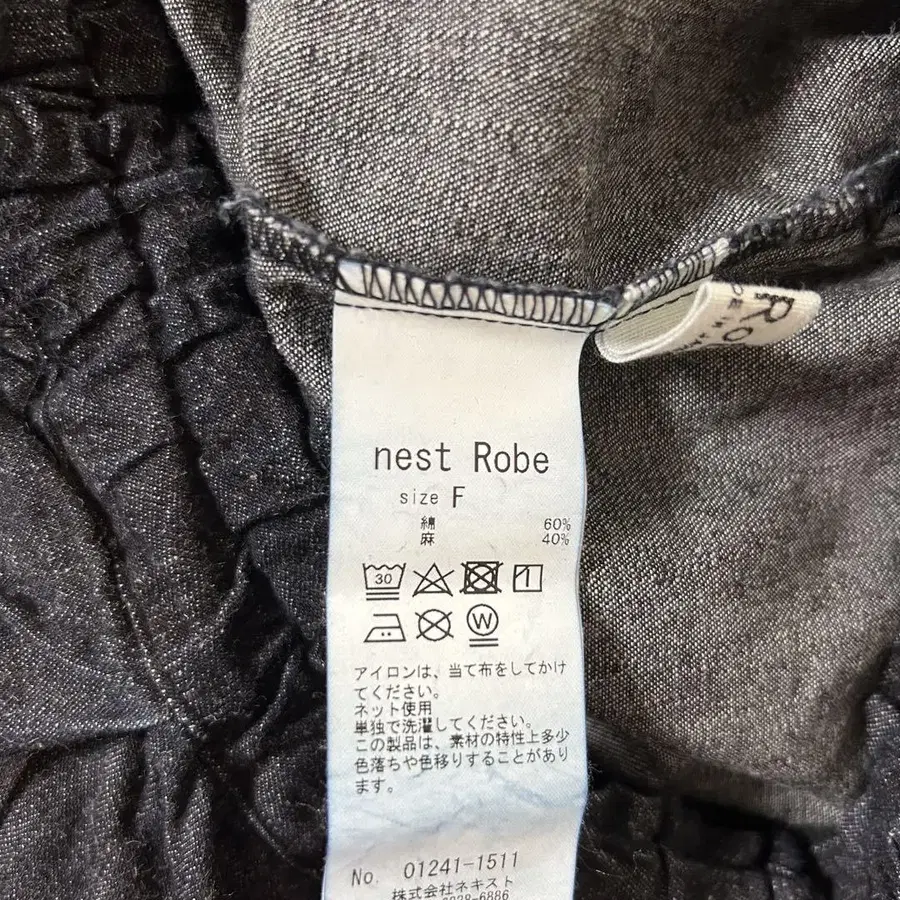 Ro
nest Robe
size F
綿 60%
麻 40%
30
1
W
アイロンは、当て布をしてかけ
てください。
ネット使用
単独で洗濯してください。
この製品は、素材の特性上多少
色落ちや色移りすることがあり
ます。
No. 01241-1511
株式会社ネキスト
6886